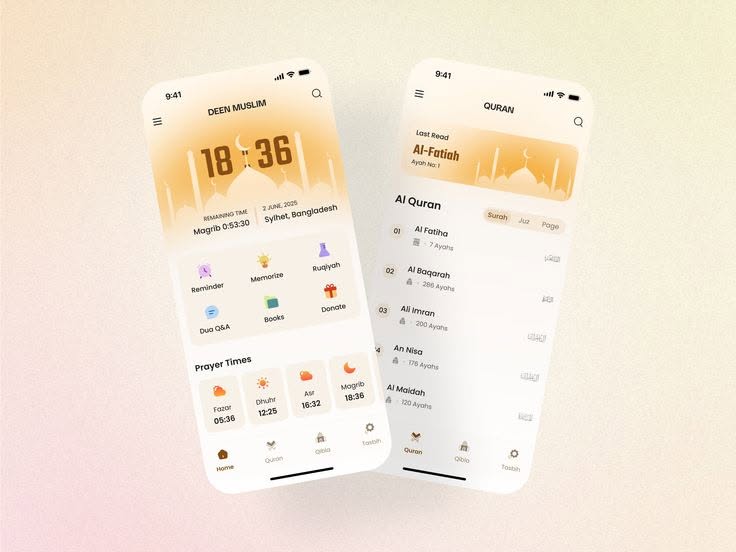 9:41
DEEN MUSLIM
18 36
REMAINING TIME
Magrib 0:53:30
2 JUNE, 2025
Sylhet, Bangladesh
Reminder
Memorize
Ruqiyah
Dua Q&A
Books
Donate
Prayer Times
Fazar
05:36
Dhuhr
12:25
Asr
16:32
Magrib
18:36
Home
Quran
Qibla
Tasbih
9:41
QURAN
Last Read
Al-Fatiah
Ayah No: 1
Al Quran
Surah Juz Page
01
Al Fatiha
7 Ayahs
02
Al Baqarah
286 Ayahs
03
Ali Imran
200 Ayahs
4
An Nisa
176 Ayahs
Al Maidah
120 Ayahs
Quran
Qibla
Tasbih